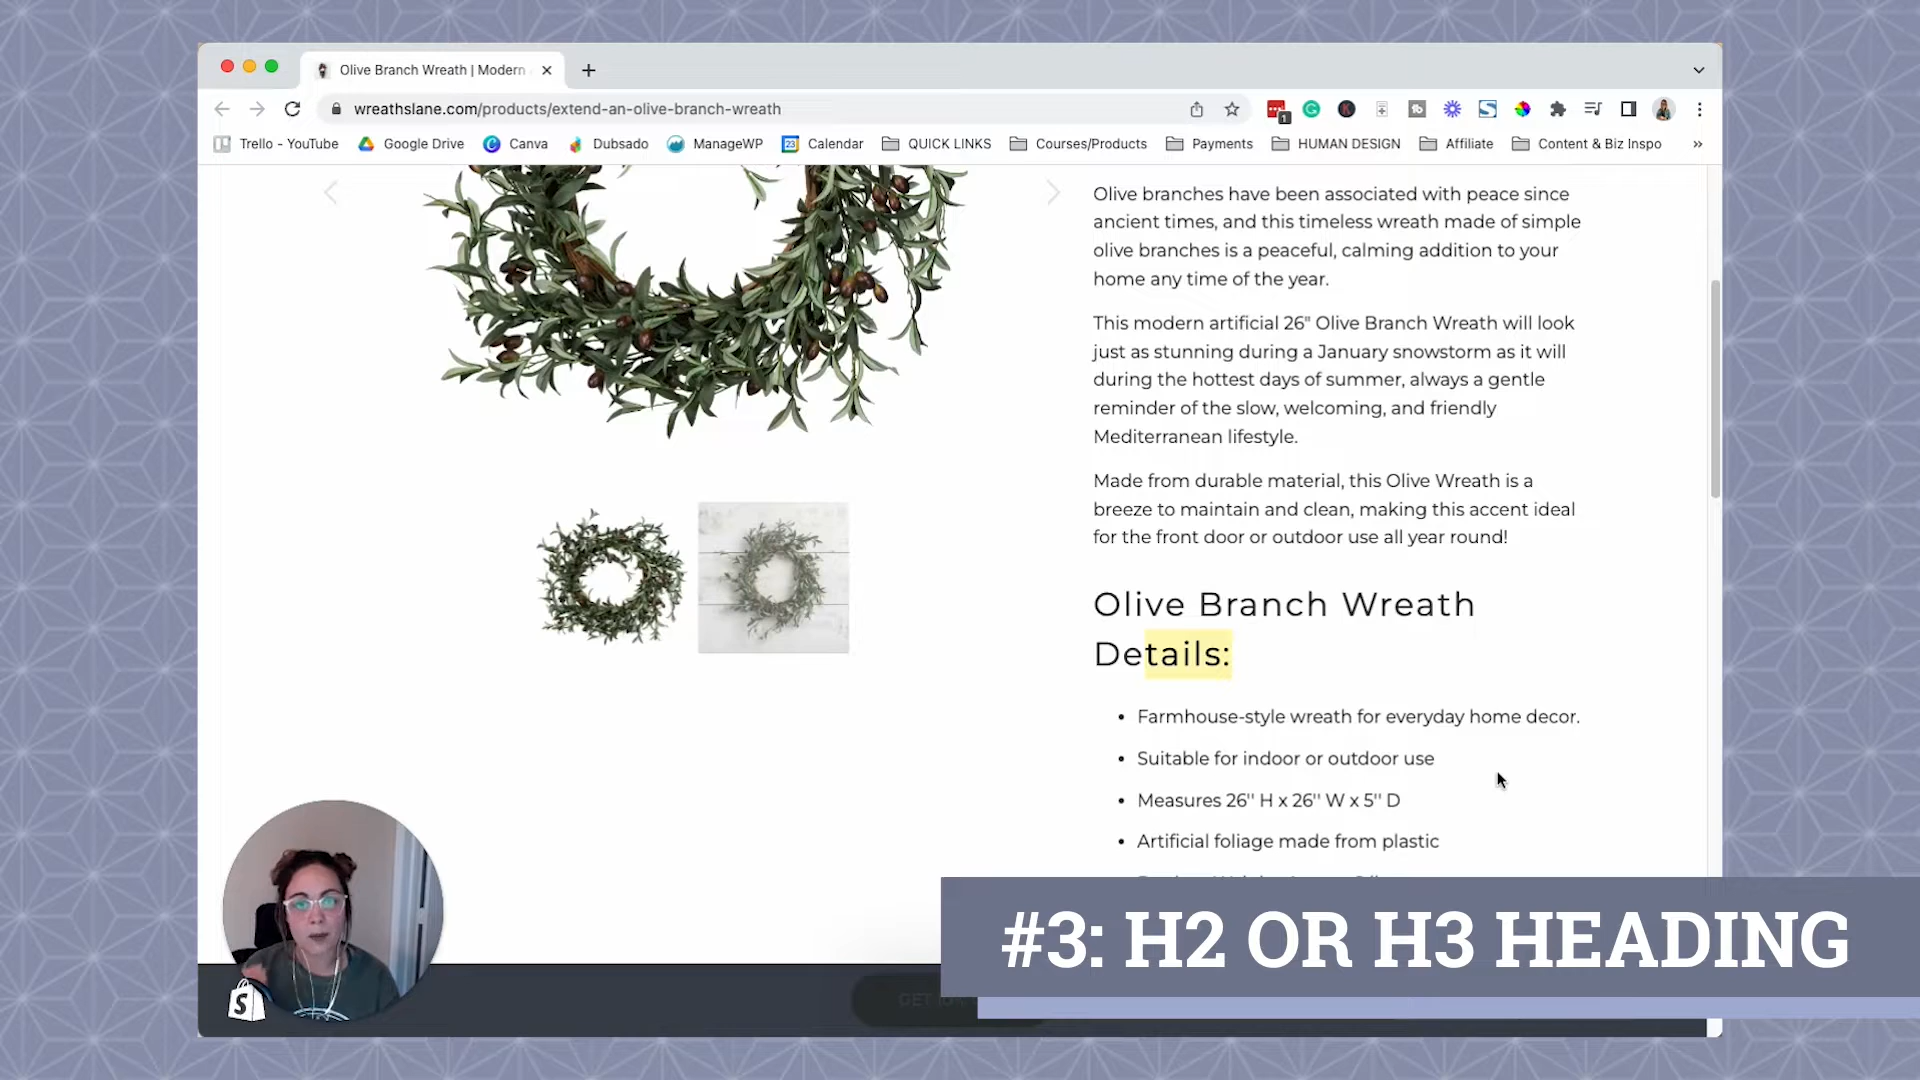 Olive Branch Wreath | Modern
wreathslane.com/products/extend-an-olive-branch-wreath
1
Trello - YouTube
Google Drive
Canva
Dubsado
ManageWP
23
Calendar
QUICK LINKS
Courses/Products
Payments
HUMAN DESIGN
Affiliate
Content & Biz Inspo
»
Olive branches have been associated with peace since
ancient times, and this timeless wreath made of simple
olive branches is a peaceful, calming addition to your
home any time of the year.
This modern artificial 26" Olive Branch Wreath will look
just as stunning during a January snowstorm as it will
during the hottest days of summer, always a gentle
reminder of the slow, welcoming, and friendly
Mediterranean lifestyle.
Made from durable material, this Olive Wreath is a
breeze to maintain and clean, making this accent ideal
for the front door or outdoor use all year round!
Olive Branch Wreath
Details:
• Farmhouse-style wreath for everyday home decor.
• Suitable for indoor or outdoor use
• Measures 26'' H x 26'' W x 5'' D
• Artificial foliage made from plastic
#3: H2 OR H3 HEADING
GET
S